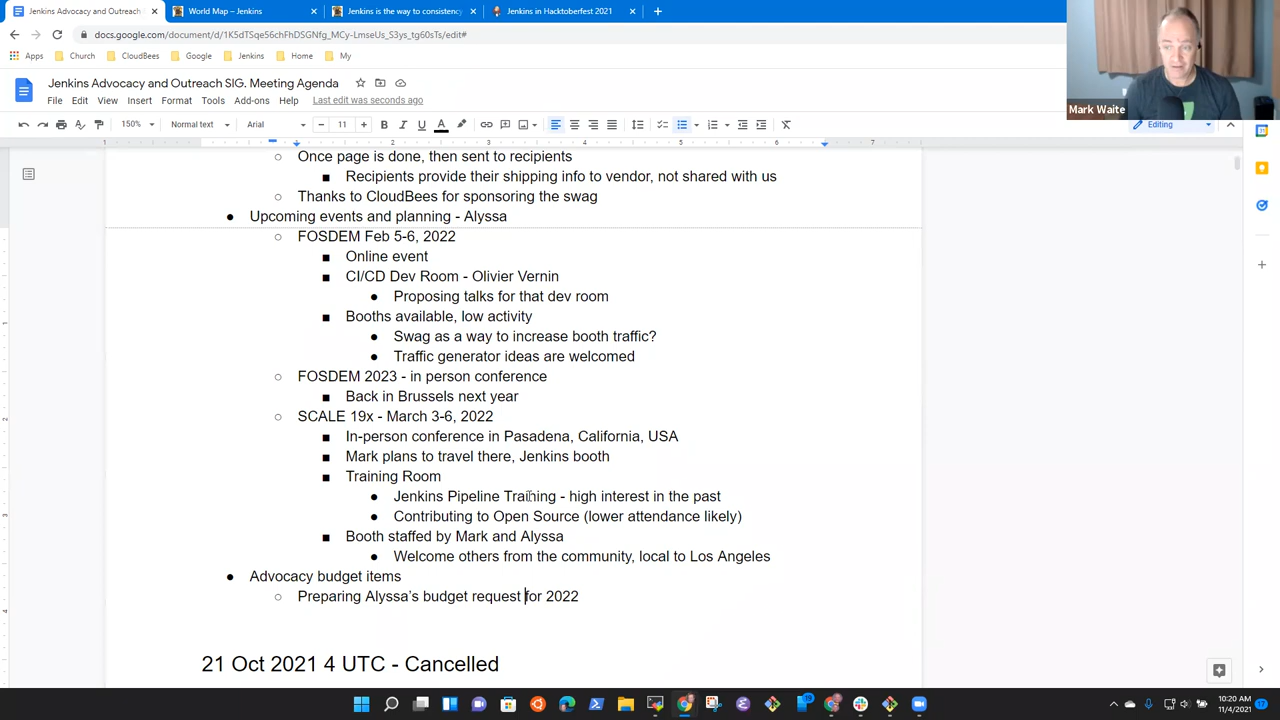 Jenkins Advocacy and Outreach
World Map – Jenkins
Jenkins is the way to consistency
Jenkins in Hacktoberfest 2021
docs.google.com/document/d/1K5dTSqe56chFhDSGNfg_MCy-LmseUs_S3ys_tg60sTs/edit#
Apps Church CloudBees Google Jenkins Home My
Jenkins Advocacy and Outreach SIG. Meeting Agenda
File Edit View Insert Format Tools Add-ons Help Last edit was seconds ago
150% Normal text Arial 11 Editing
Mark Waite
1 1 2 3 4 5 6 7
Once page is done, then sent to recipients
Recipients provide their shipping info to vendor, not shared with us
Thanks to CloudBees for sponsoring the swag
Upcoming events and planning - Alyssa
FOSDEM Feb 5-6, 2022
Online event
CI/CD Dev Room - Olivier Vernin
Proposing talks for that dev room
Booths available, low activity
Swag as a way to increase booth traffic?
Traffic generator ideas are welcomed
FOSDEM 2023 - in person conference
Back in Brussels next year
SCALE 19x - March 3-6, 2022
In-person conference in Pasadena, California, USA
Mark plans to travel there, Jenkins booth
Training Room
Jenkins Pipeline Training - high interest in the past
Contributing to Open Source (lower attendance likely)
Booth staffed by Mark and Alyssa
Welcome others from the community, local to Los Angeles
Advocacy budget items
Preparing Alyssa's budget request for 2022
21 Oct 2021 4 UTC - Cancelled
10:20 AM
11/4/2021